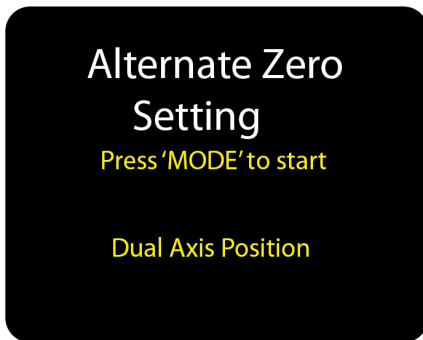 Alternate Zero
Setting
Press 'MODE' to start
Dual Axis Position